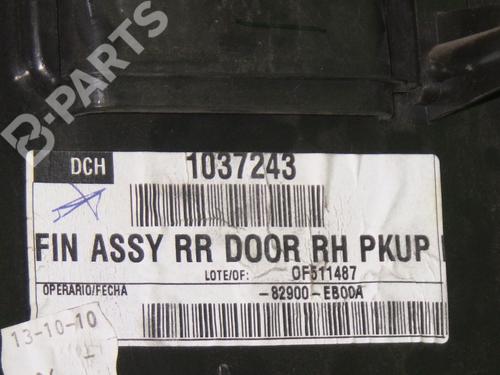 B-PARTS
DCH
1037243
FIN ASSY RR DOOR RH PKUP
LOTE/OF: OF511487
OPERARIO/FECHA
-82900-EB00A
13-10-10